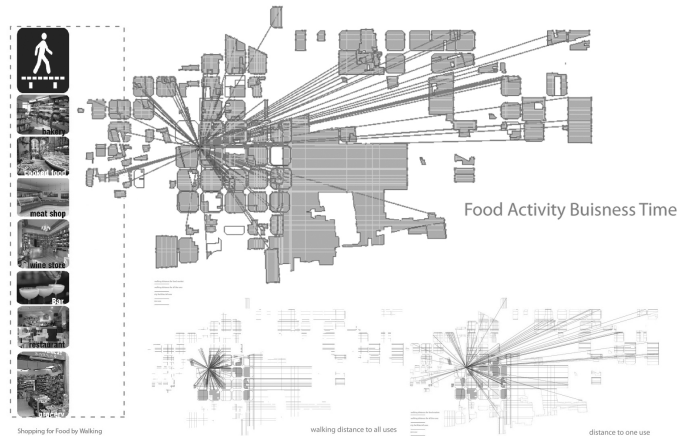 bakery
cooked food
meat shop
wine store
Bar
restaurant
grocery
Food Activity Buisness Time
Shopping for Food by Walking
walking distance to all uses
distance to one use